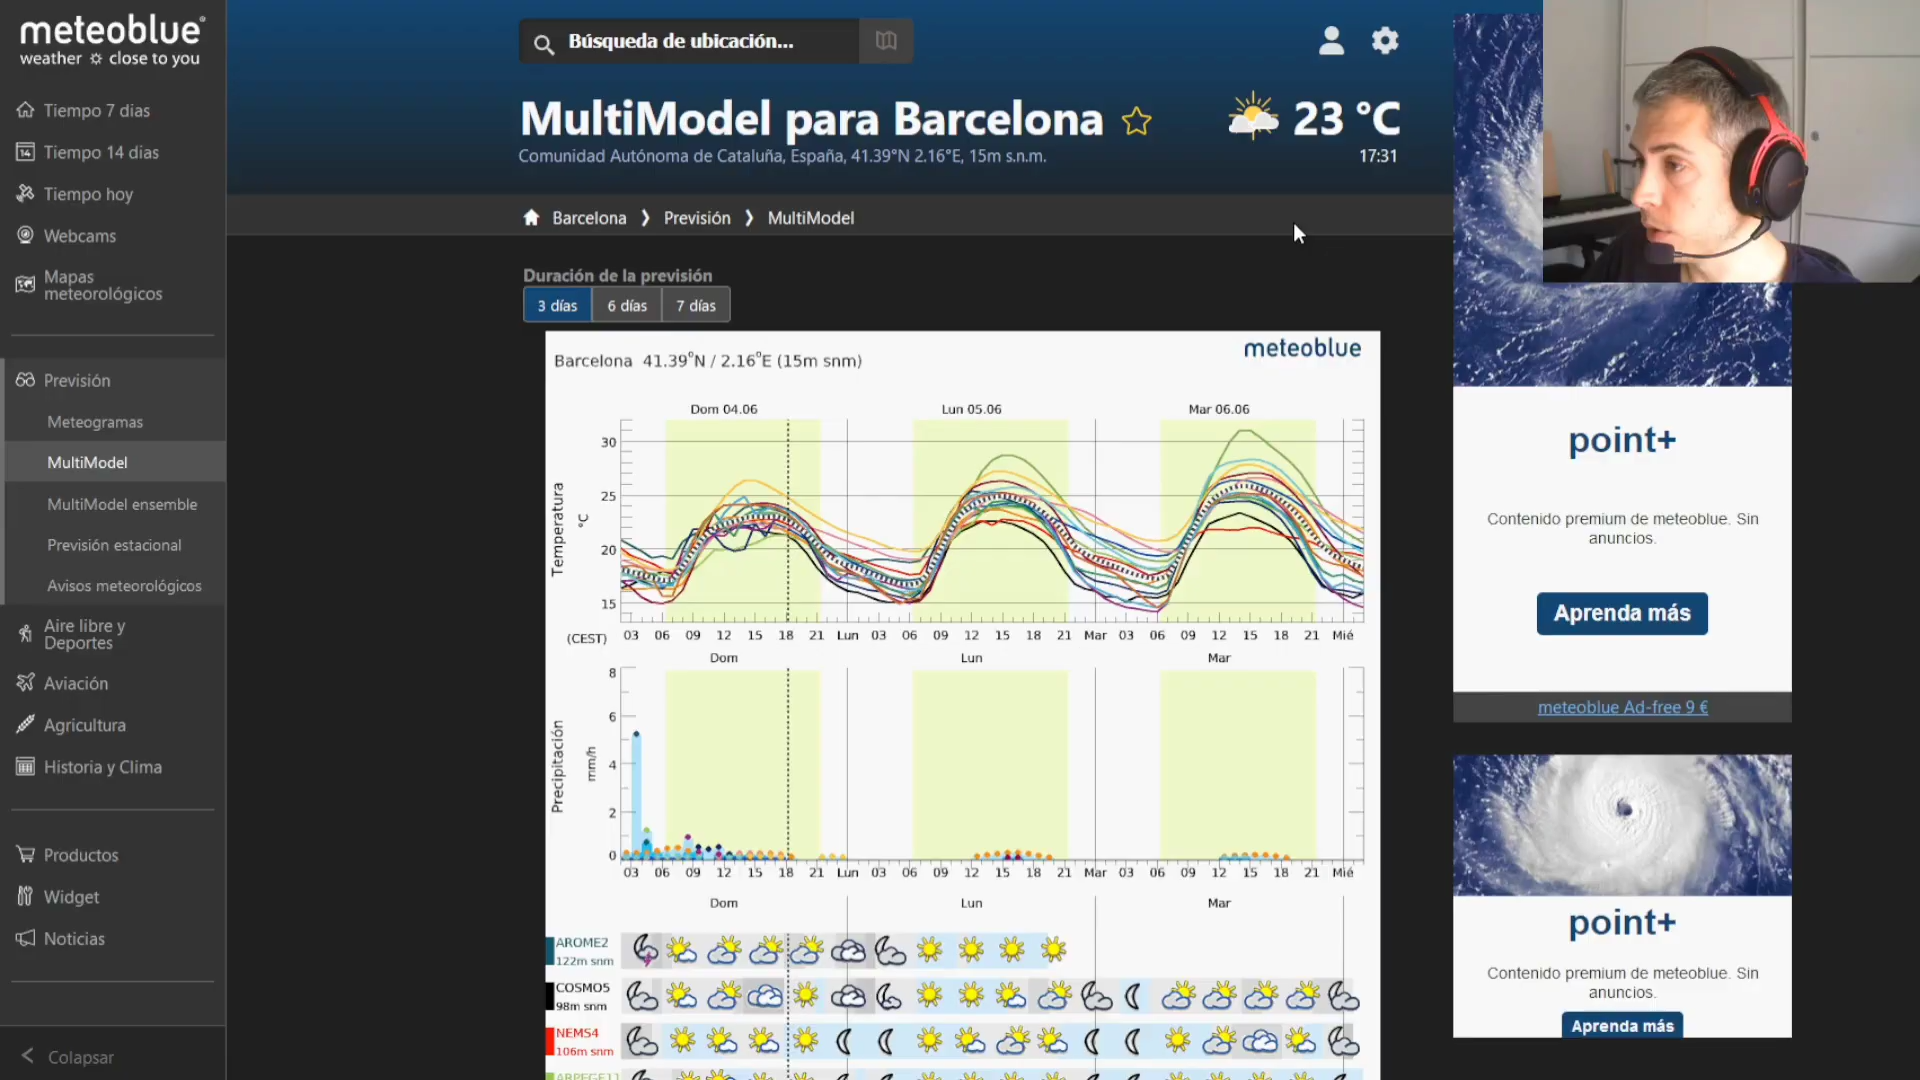 meteoblue®
weather close to you
Tiempo 7 dias
Tiempo 14 dias
Tiempo hoy
Webcams
Mapas
meteorológicos
Previsión
Meteogramas
MultiModel
MultiModel ensemble
Previsión estacional
Avisos meteorológicos
Aire libre y
Deportes
Aviación
Agricultura
Historia y Clima
Productos
Widget
Noticias
Colapsar
Búsqueda de ubicación...
MultiModel para Barcelona
23 °C
Comunidad Autónoma de Cataluña, España, 41.39°N 2.16°E, 15m s.n.m.
17:31
Barcelona ❯ Previsión ❯ MultiModel
Duración de la previsión
3 días 6 días 7 días
meteoblue
Barcelona 41.39°N / 2.16°E (15m snm)
Dom 04.06 Lun 05.06 Mar 06.06
Temperatura
°C
30
25
20
15
(CEST) 03 06 09 12 15 18 21 Lun 03 06 09 12 15 18 21 Mar 03 06 09 12 15 18 21 Mié
Dom Lun Mar
Precipitación
mm/h
8
6
4
2
0
03 06 09 12 15 18 21 Lun 03 06 09 12 15 18 21 Mar 03 06 09 12 15 18 21 Mié
Dom Lun Mar
AROME2
122m snm
COSMO5
98m snm
NEMS4
106m snm
ARPEGE11
point+
Contenido premium de meteoblue. Sin
anuncios.
Aprenda más
meteoblue Ad-free 9 €
point+
Contenido premium de meteoblue. Sin
anuncios.
Aprenda más